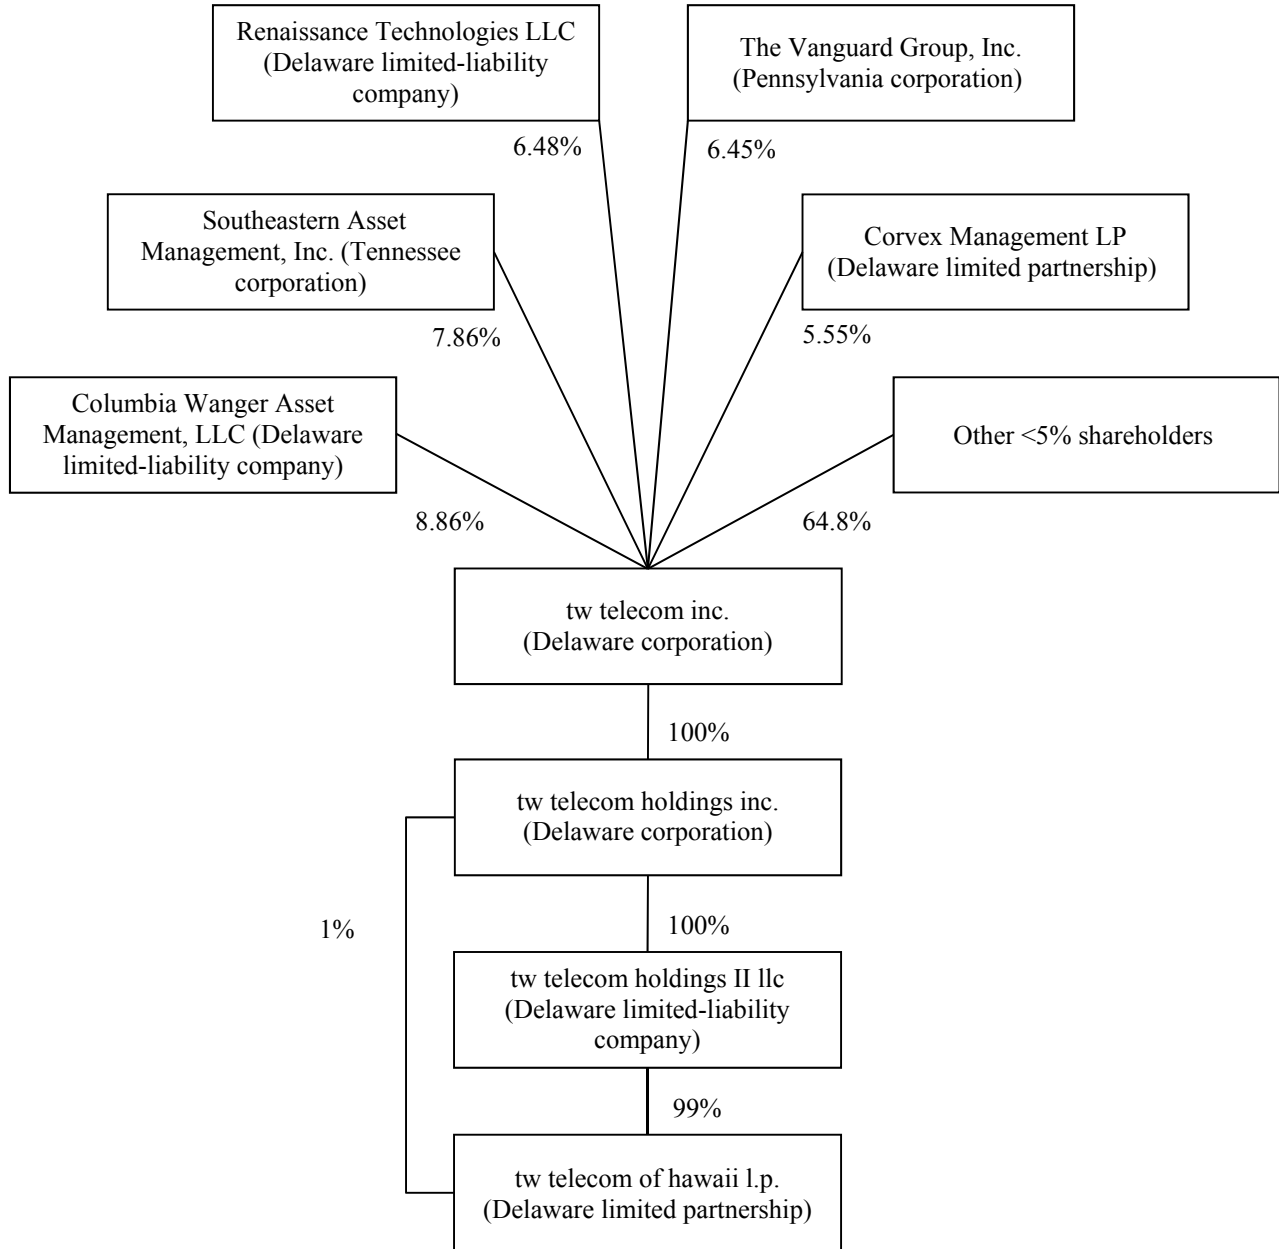 Renaissance Technologies LLC
(Delaware limited-liability
company)
The Vanguard Group, Inc.
(Pennsylvania corporation)
6.48%
6.45%
Southeastern Asset
Management, Inc. (Tennessee
corporation)
Corvex Management LP
(Delaware limited partnership)
7.86%
5.55%
Columbia Wanger Asset
Management, LLC (Delaware
limited-liability company)
Other <5% shareholders
8.86%
64.8%
tw telecom inc.
(Delaware corporation)
100%
tw telecom holdings inc.
(Delaware corporation)
1%
100%
tw telecom holdings II llc
(Delaware limited-liability
company)
99%
tw telecom of hawaii l.p.
(Delaware limited partnership)